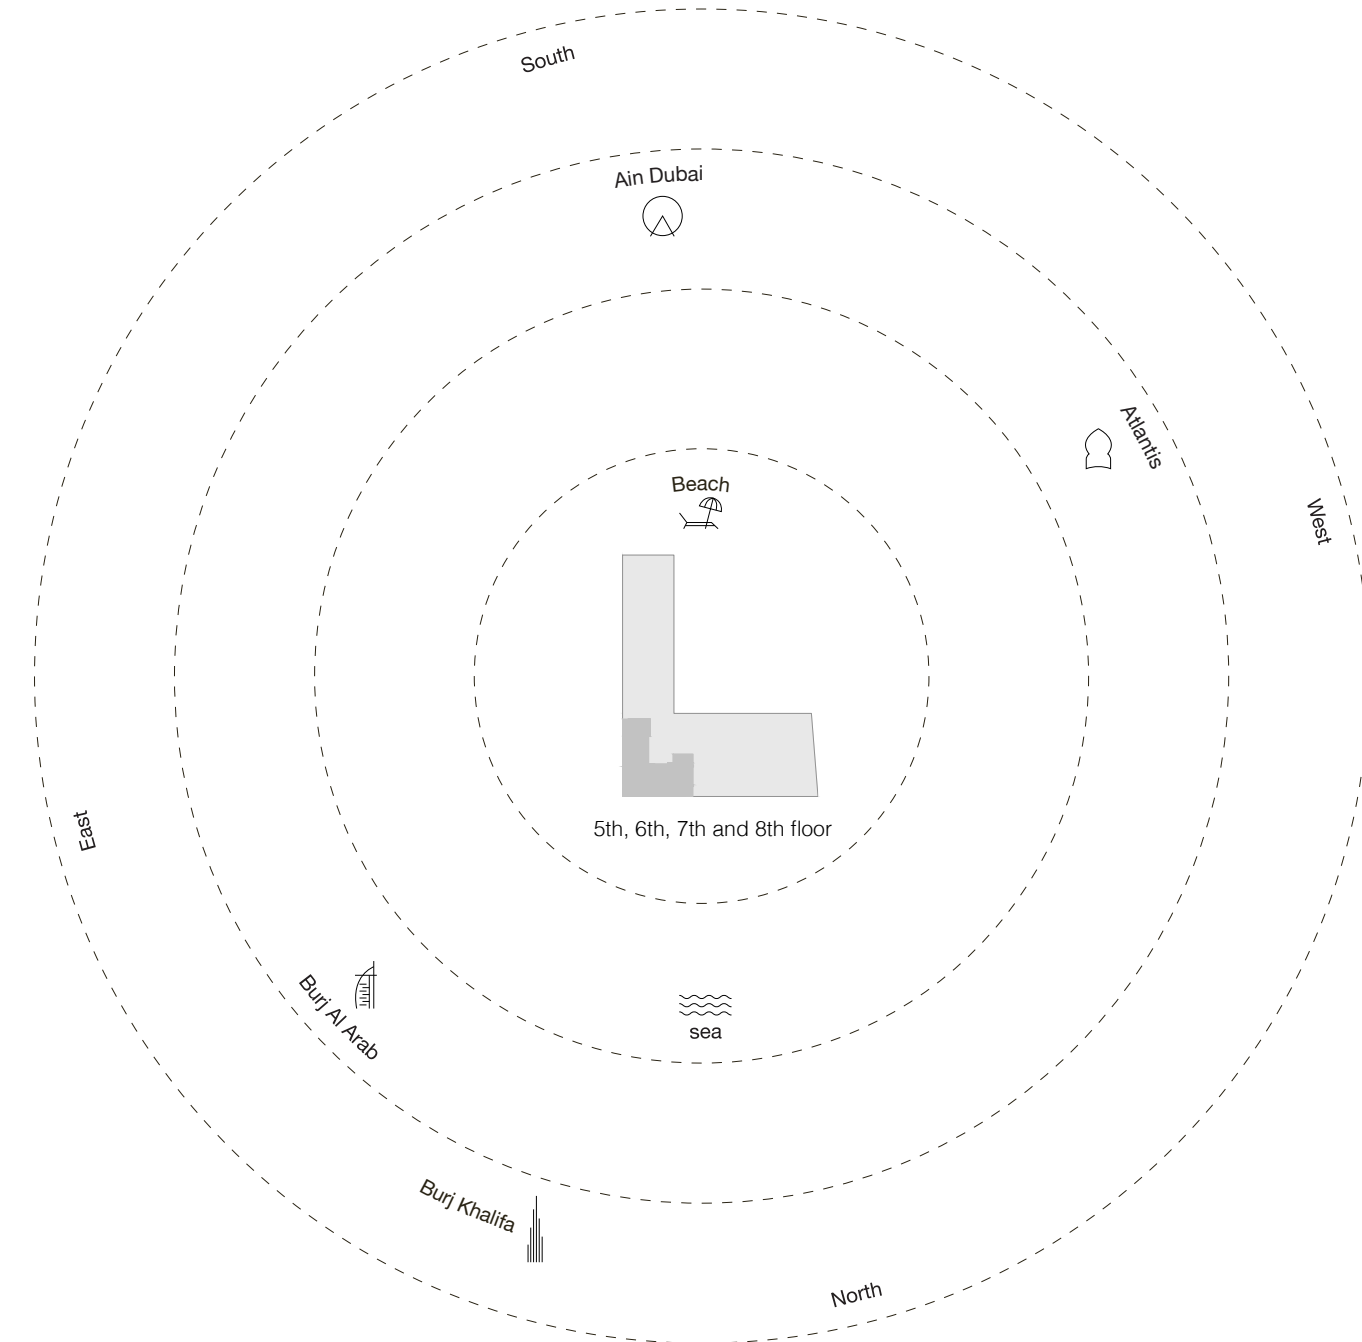 South
Ain Dubai
Atlantis
Beach
West
East
5th, 6th, 7th and 8th floor
Burj Al Arab
sea
Burj Khalifa
North